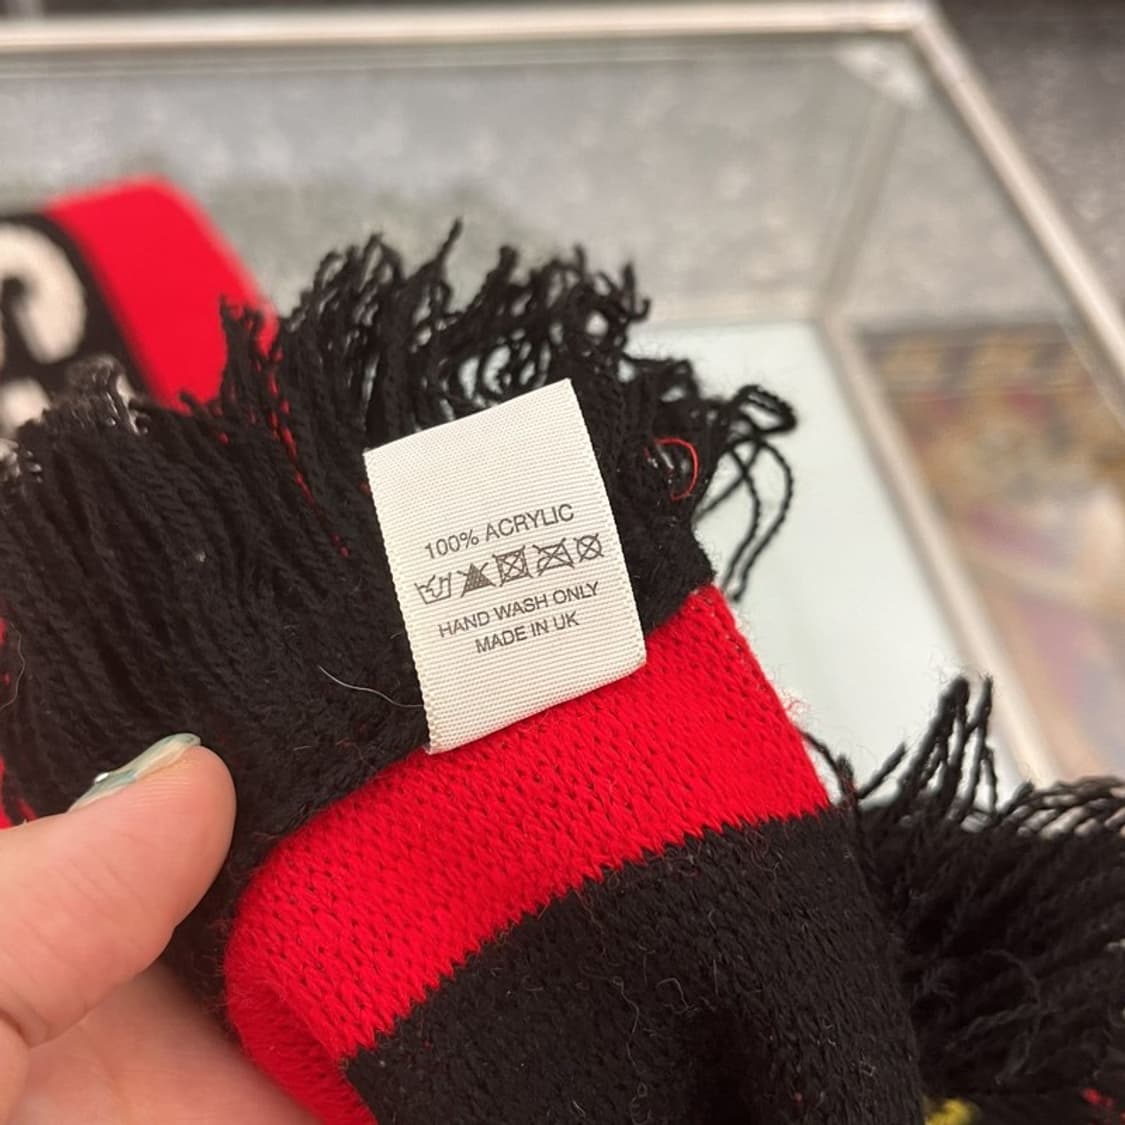 100% ACRYLIC
HAND WASH ONLY
MADE IN UK